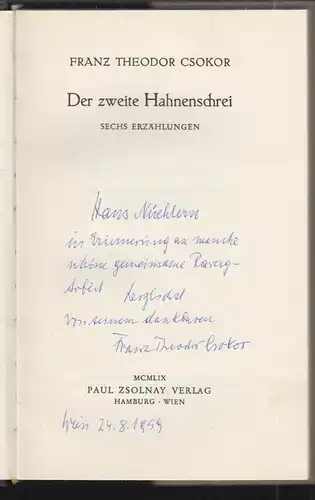 FRANZ THEODOR CSOKOR
Der zweite Hahnenschrei
SECHS ERZÄHLUNGEN
Hans Nüchtern
in Erinnerung an manche
schöne gemeinsame Ravag-
Arbeit herzlichst
von seinem dankbaren
Franz Theodor Csokor
MCMLIX
PAUL ZSOLNAY VERLAG
HAMBURG · WIEN
Wien 24.8.1959